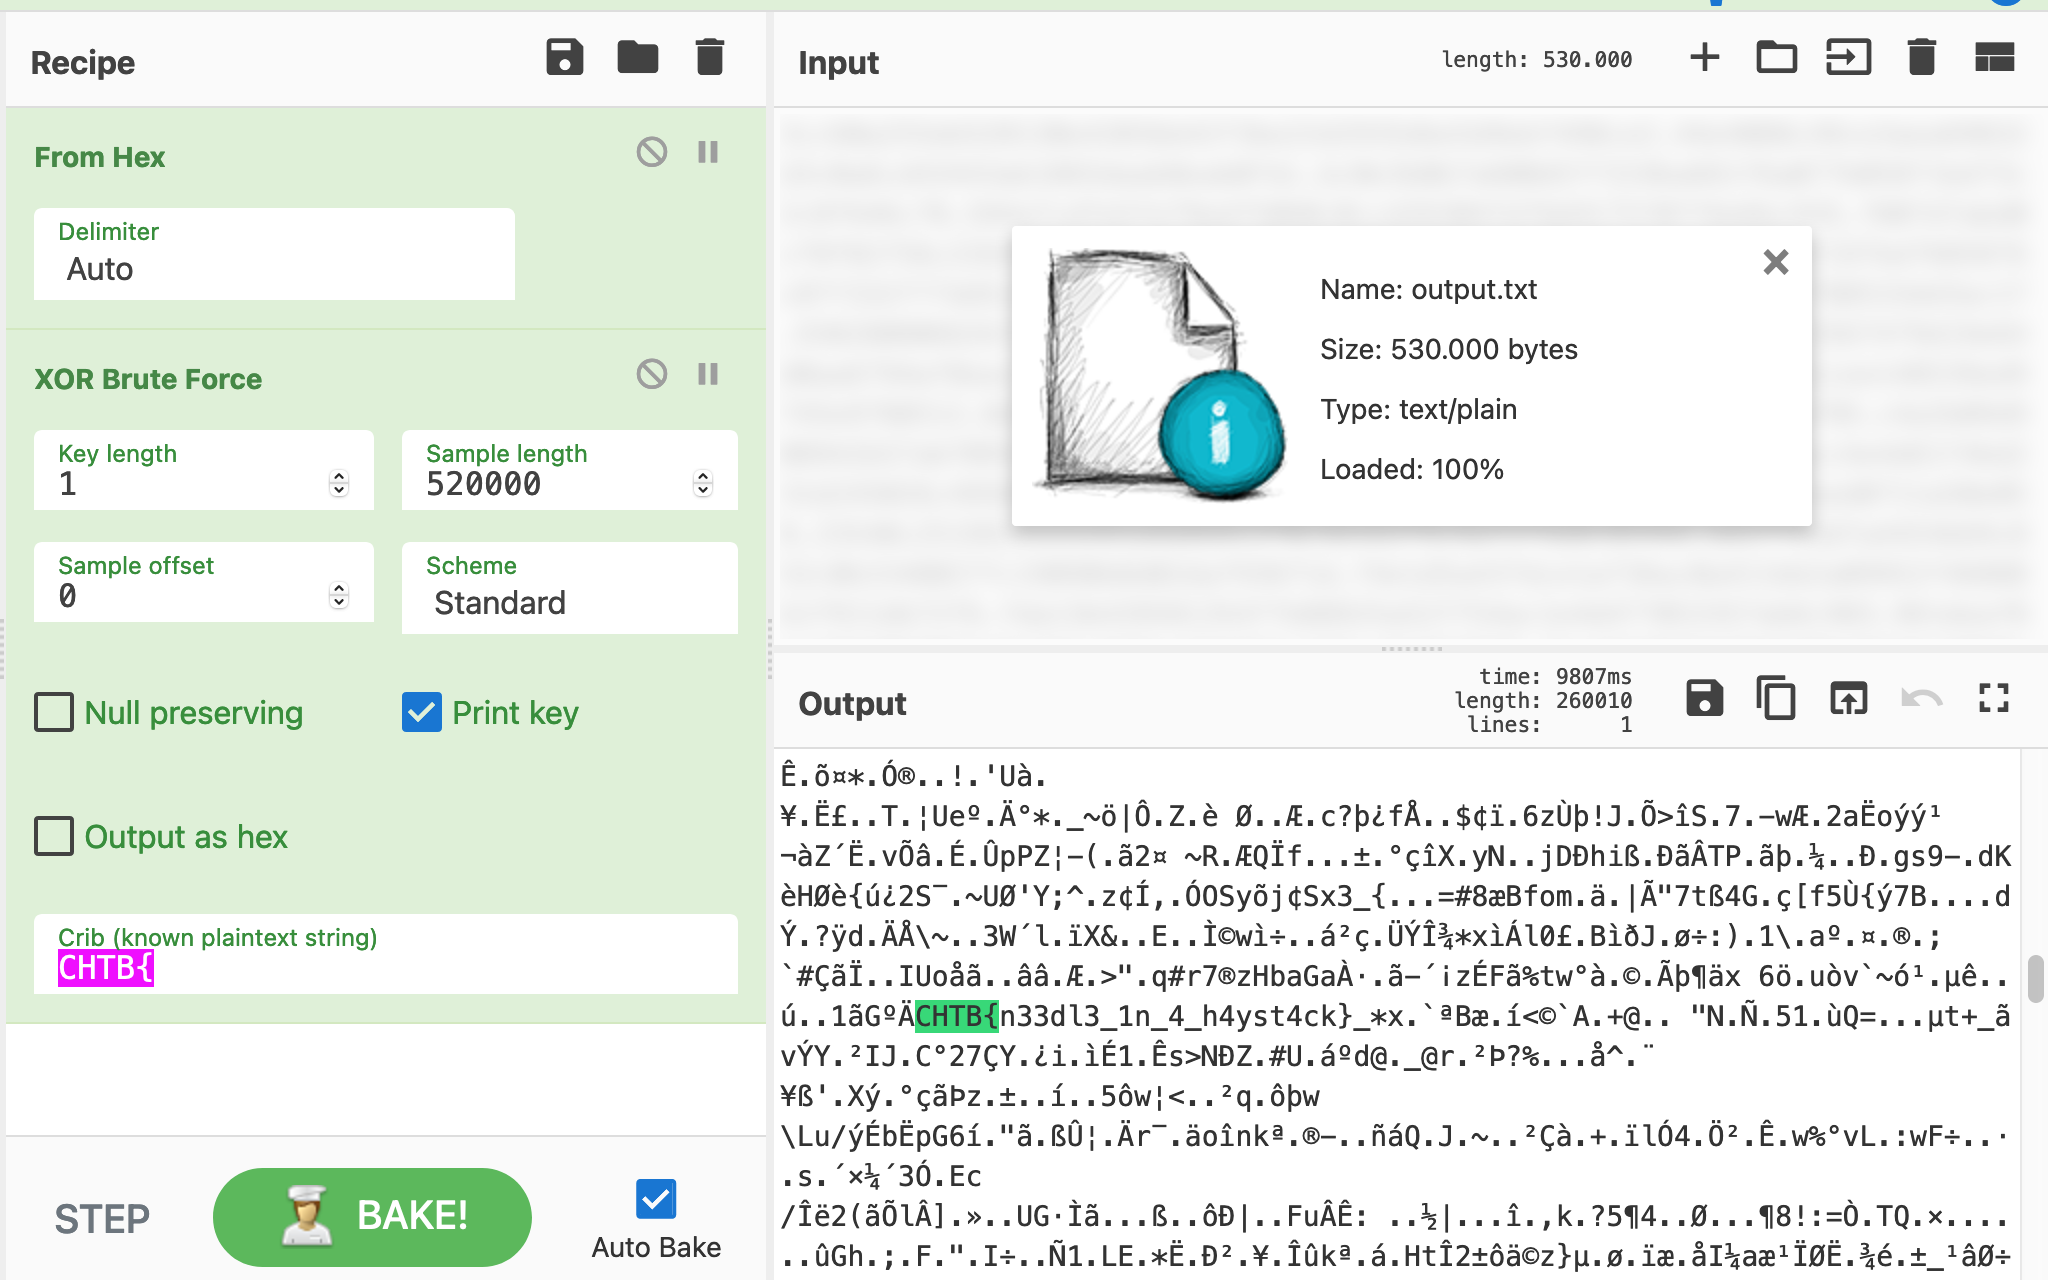 Recipe
From Hex
Delimiter
Auto
XOR Brute Force
Key length
1
Sample length
520000
Sample offset
0
Scheme
Standard
Null preserving
Print key
Output as hex
Crib (known plaintext string)
CHTB{
STEP
BAKE!
Auto Bake
Input
length: 530.000
Name: output.txt
Size: 530.000 bytes
Type: text/plain
Loaded: 100%
Output
time: 9807ms
length: 260010
lines: 1
Ê.õ¤∗.Ó®..!.'Uà.
¥.Ë£..T.¦Ueº.Ä°∗._~ö|Ô.Z.è Ø..Æ.c?þ¿fÅ..$¢ï.6zÙþ!J.Õ>îS.7.–wÆ.2aËoýý¹
¬àZ´Ë.vÕâ.É.ÛpPZ¦–(.ã2¤ ~R.ÆQÏf...±.°çîX.yN..jDÐhiß.ÐãÂTP.ãþ.¼..Ð.gs9–.dK
èHØè{ú¿2S¯.~UØ'Y;^.z¢Í,.ÓOSyõj¢Sx3_{...=#8æBfom.ä.|Ã"7tß4G.ç[f5Ù{ý7B....d
Ý.?ÿd.ÄÅ\~..3W´l.ïX&..E..Ì©wì÷..á²ç.ÜÝÎ¾∗xìÁl0£.BìðJ.ø÷:).1\.aº.¤.®.;
`#ÇãÏ..IUoåã..ââ.Æ.>".q#r7®zHbaGaÀ·.ã–´¡zÉFã%tw°à.©.Ãþ¶äx 6ö.uòv`~ó¹.µê..
ú..1ãGºÄCHTB{n33dl3_1n_4_h4yst4ck}_∗x.`ªBæ.í<©`A.+@.. "N.Ñ.51.ùQ=...µt+_ã
vÝY.²IJ.C°27ÇY.¿i.ìÉ1.Ês>NÐZ.#U.áºd@._@r.²Þ?%...å^.¨
¥ß'.Xý.°çãÞz.±..í..5ôw¦<..²q.ôþw
\Lu/ýÉbËpG6í."ã.ßÛ¦.Är¯.äoînkª.®–..ñáQ.J.~..²Çà.+.ïlÓ4.Ö².Ê.w%°vL.:wF÷..·
.s.´×¼´3Ó.Ec
/Îë2(ãÕlÂ].»..UG·Ìã...ß..ôÐ|..FuÂÊ: ..½|...î.,k.?5¶4..Ø...¶8!:=Ò.TQ.×....
..ûGh.;.F.".I÷..Ñ1.LE.∗Ë.Ð².¥.Îûkª.á.HtÎ2±ôä©z}µ.ø.ïæ.åI¼aæ¹ÏØË.¾é.±_¹âØ÷